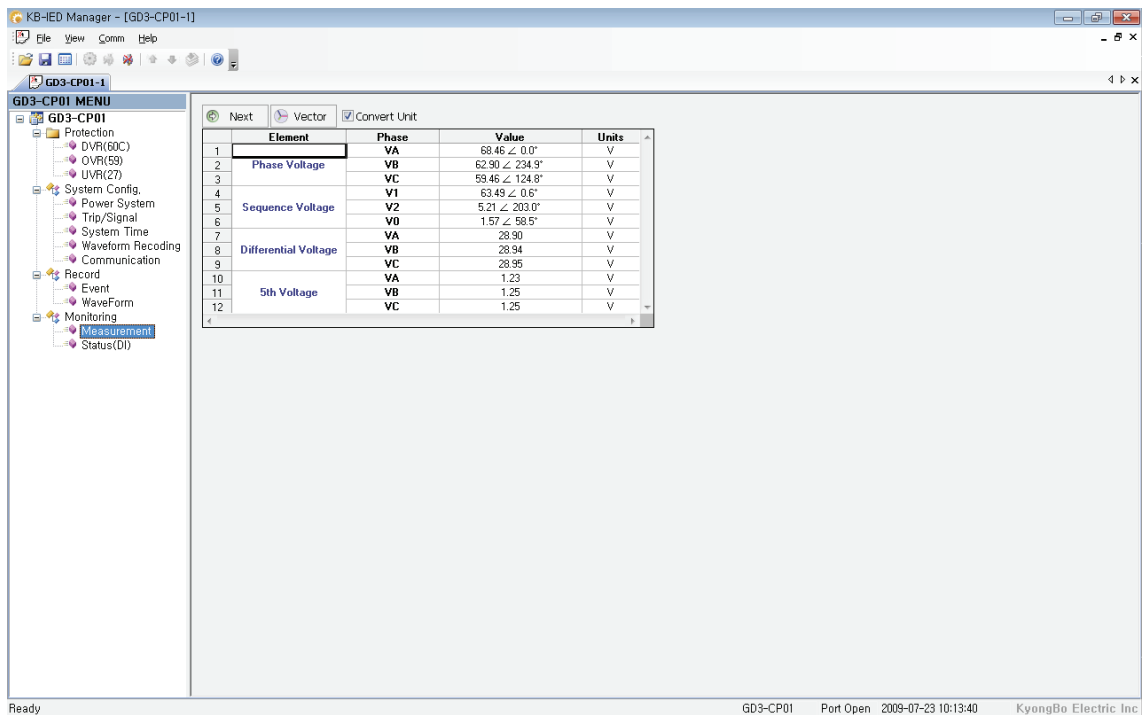 KB-IED Manager - [GD3-CP01-1]
File View Comm Help
GD3-CP01-1
GD3-CP01 MENU
GD3-CP01
Protection
DVR(60C)
OVR(59)
UVR(27)
System Config,
Power System
Trip/Signal
System Time
Waveform Recoding
Communication
Record
Event
WaveForm
Monitoring
Measurement
Status(DI)
Next Vector Convert Unit
Element Phase Value Units
1 VA 68.46 ∠ 0.0° V
2 Phase Voltage VB 62.90 ∠ 234.9° V
3 VC 59.46 ∠ 124.8° V
4 V1 63.49 ∠ 0.6° V
5 Sequence Voltage V2 5.21 ∠ 203.0° V
6 V0 1.57 ∠ 58.5° V
7 VA 28.90 V
8 Differential Voltage VB 28.94 V
9 VC 28.95 V
10 VA 1.23 V
11 5th Voltage VB 1.25 V
12 VC 1.25 V
Ready GD3-CP01 Port Open 2009-07-23 10:13:40 KyongBo Electric Inc